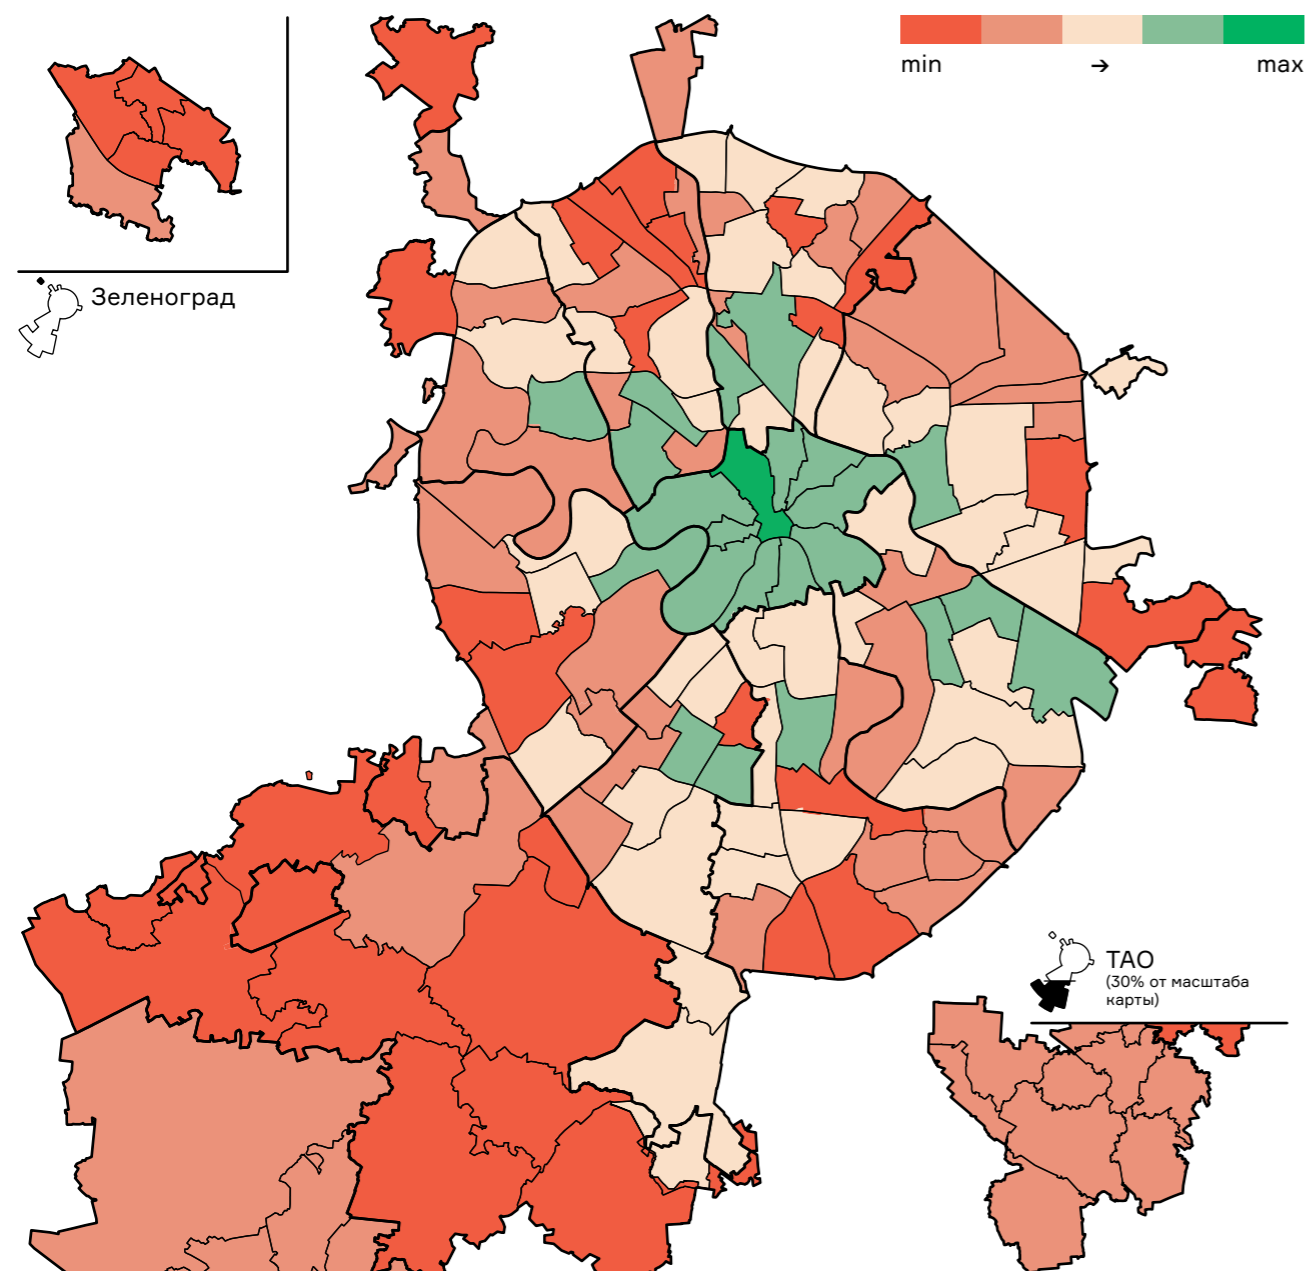 min → max
Зеленоград
ТАО
(30% от масштаба
карты)